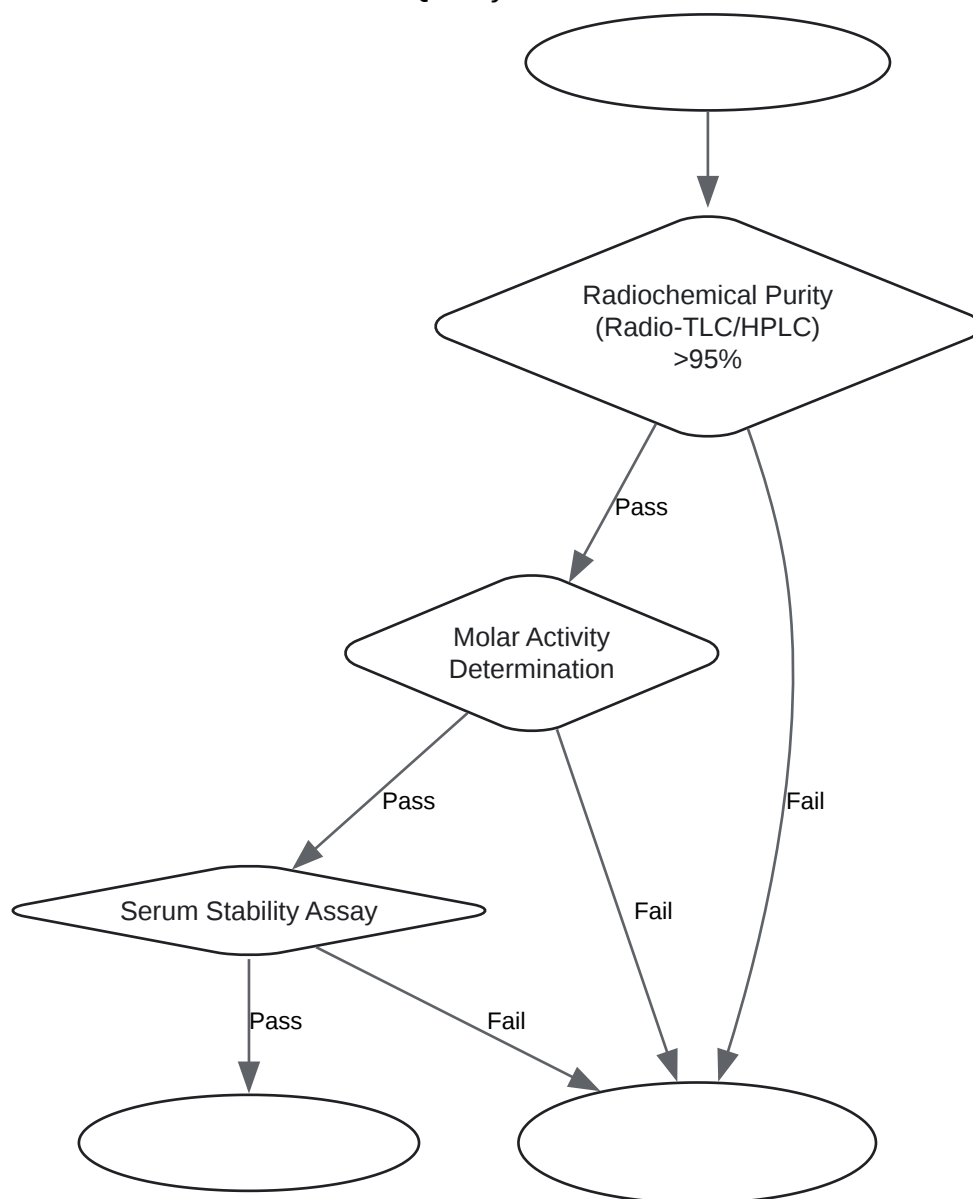 Radiochemical Purity
(Radio-TLC/HPLC)
>95%
Pass
Molar Activity
Determination
Pass
Fail
Serum Stability Assay
Fail
Pass
Fail